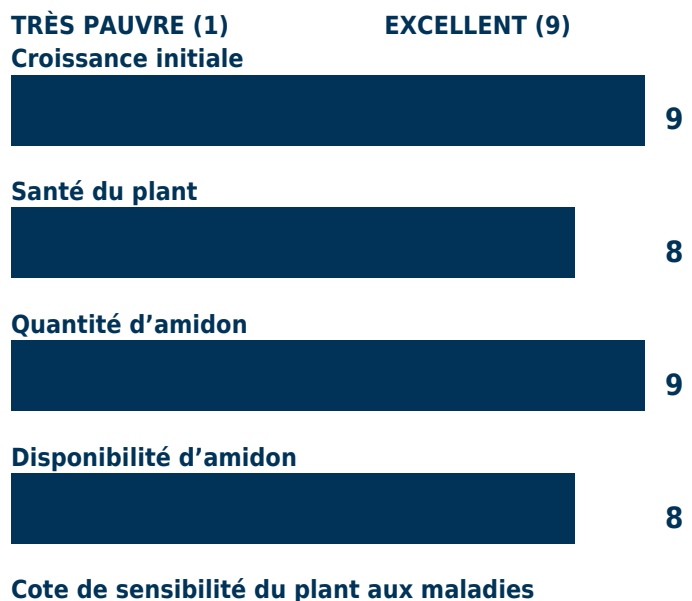 TRÈS PAUVRE (1) EXCELLENT (9)
Croissance initiale
9
Santé du plant
8
Quantité d’amidon
9
Disponibilité d’amidon
8
Cote de sensibilité du plant aux maladies